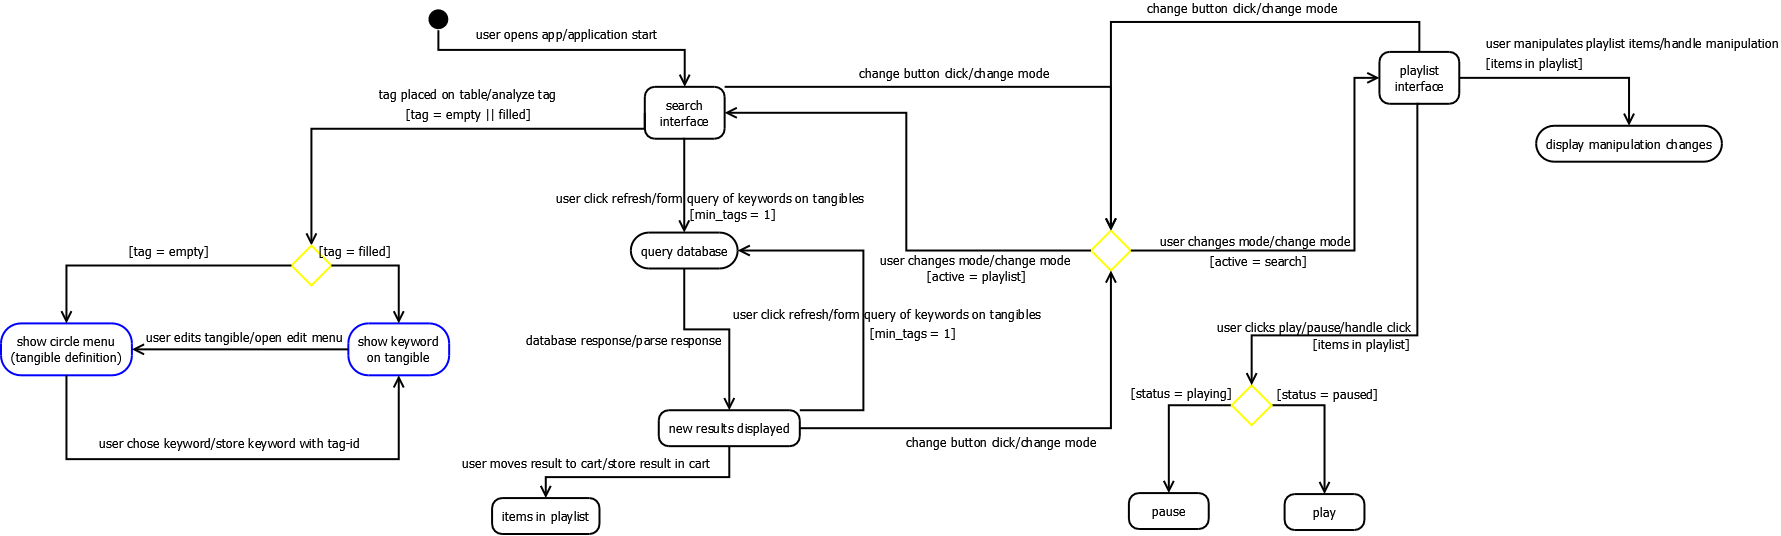 change button click/change mode
user opens app/application start
user manipulates playlist items/handle manipulation
[items in playlist]
change button click/change mode
playlist
interface
tag placed on table/analyze tag
[tag = empty || filled]
search
interface
display manipulation changes
user click refresh/form query of keywords on tangibles
[min_tags = 1]
[tag = empty]
[tag = filled]
query database
user changes mode/change mode
[active = playlist]
user changes mode/change mode
[active = search]
user click refresh/form query of keywords on tangibles
[min_tags = 1]
user clicks play/pause/handle click
[items in playlist]
show circle menu
(tangible definition)
user edits tangible/open edit menu
show keyword
on tangible
database response/parse response
[status = playing]
[status = paused]
new results displayed
user chose keyword/store keyword with tag-id
change button click/change mode
user moves result to cart/store result in cart
items in playlist
pause
play